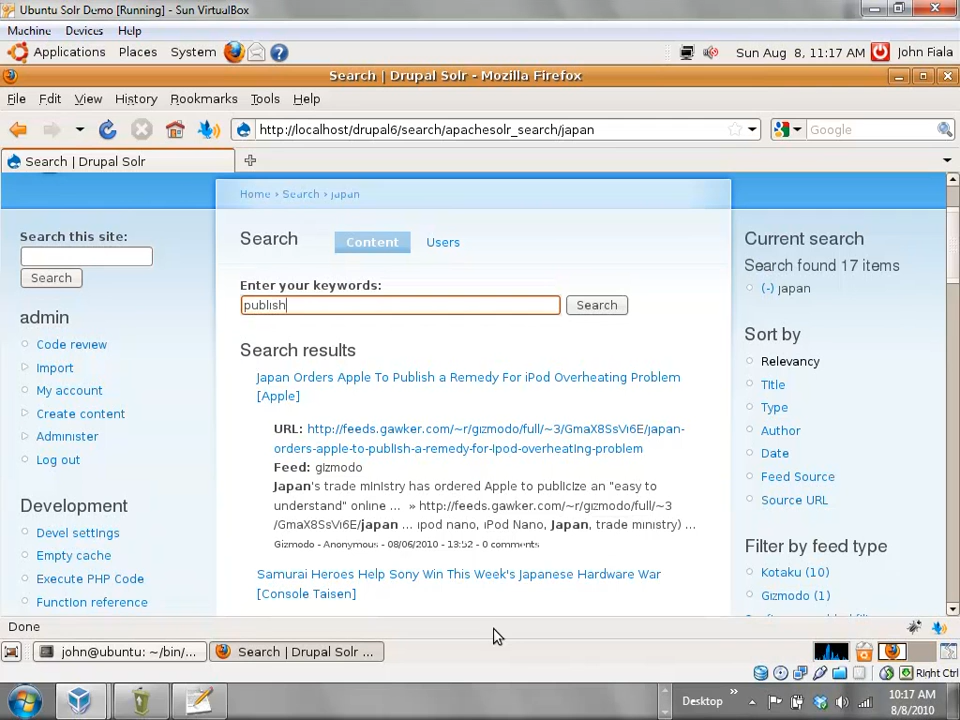 Ubuntu Solr Demo [Running] - Sun VirtualBox
Machine Devices Help
Applications Places System Sun Aug 8, 11:17 AM John Fiala
Search | Drupal Solr - Mozilla Firefox
File Edit View History Bookmarks Tools Help
http://localhost/drupal6/search/apachesolr_search/japan Google
Search | Drupal Solr
Home › Search › japan
Search this site:
Search
admin
Code review
Import
My account
Create content
Administer
Log out
Development
Devel settings
Empty cache
Execute PHP Code
Function reference
Search Content Users
Enter your keywords:
publish Search
Search results
Japan Orders Apple To Publish a Remedy For iPod Overheating Problem
[Apple]
URL: http://feeds.gawker.com/~r/gizmodo/full/~3/GmaX8SsVi6E/japan-
orders-apple-to-publish-a-remedy-for-ipod-overheating-problem
Feed: gizmodo
Japan's trade ministry has ordered Apple to publicize an "easy to
understand" online ... » http://feeds.gawker.com/~r/gizmodo/full/~3
/GmaX8SsVi6E/japan ... ipod nano, iPod Nano, Japan, trade ministry) ...
Gizmodo - Anonymous - 08/06/2010 - 13:52 - 0 comments
Samurai Heroes Help Sony Win This Week's Japanese Hardware War
[Console Taisen]
Current search
Search found 17 items
(-) japan
Sort by
Relevancy
Title
Type
Author
Date
Feed Source
Source URL
Filter by feed type
Kotaku (10)
Gizmodo (1)
Done
john@ubuntu: ~/bin/... Search | Drupal Solr ...
Right Ctrl
Desktop » 10:17 AM
8/8/2010